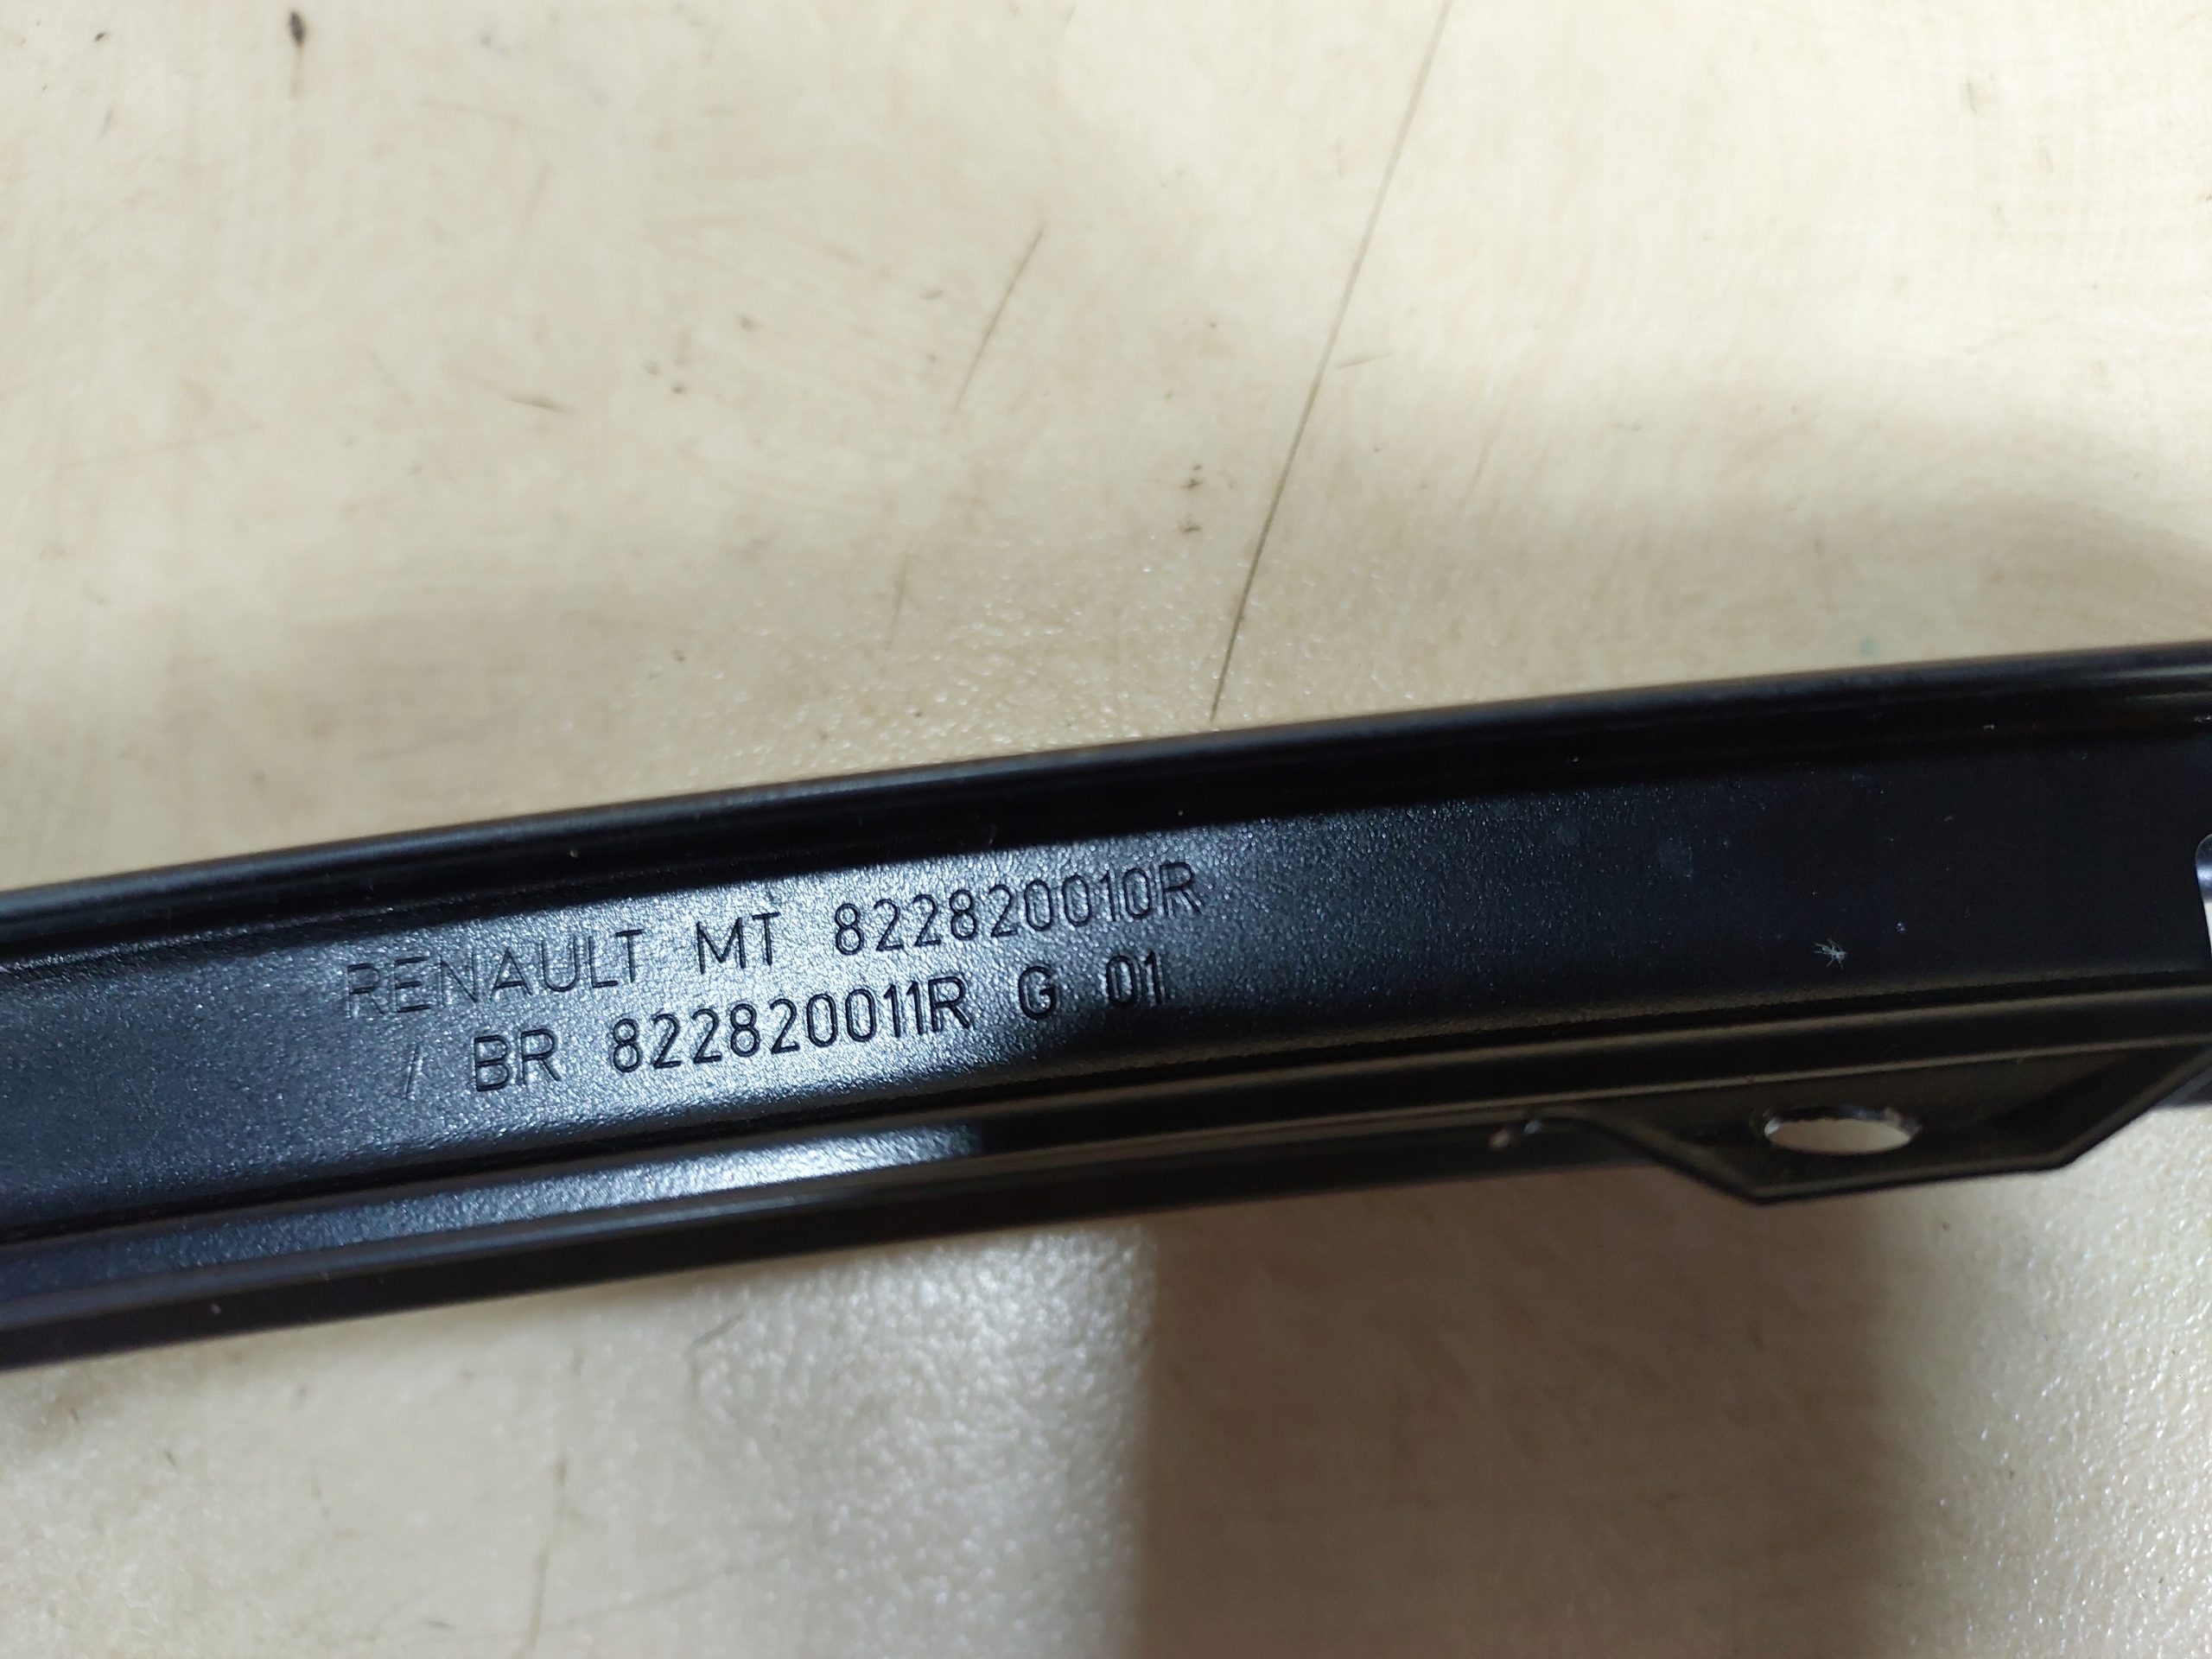 RENAULT MT 822820010R
/ BR 822820011R G 01